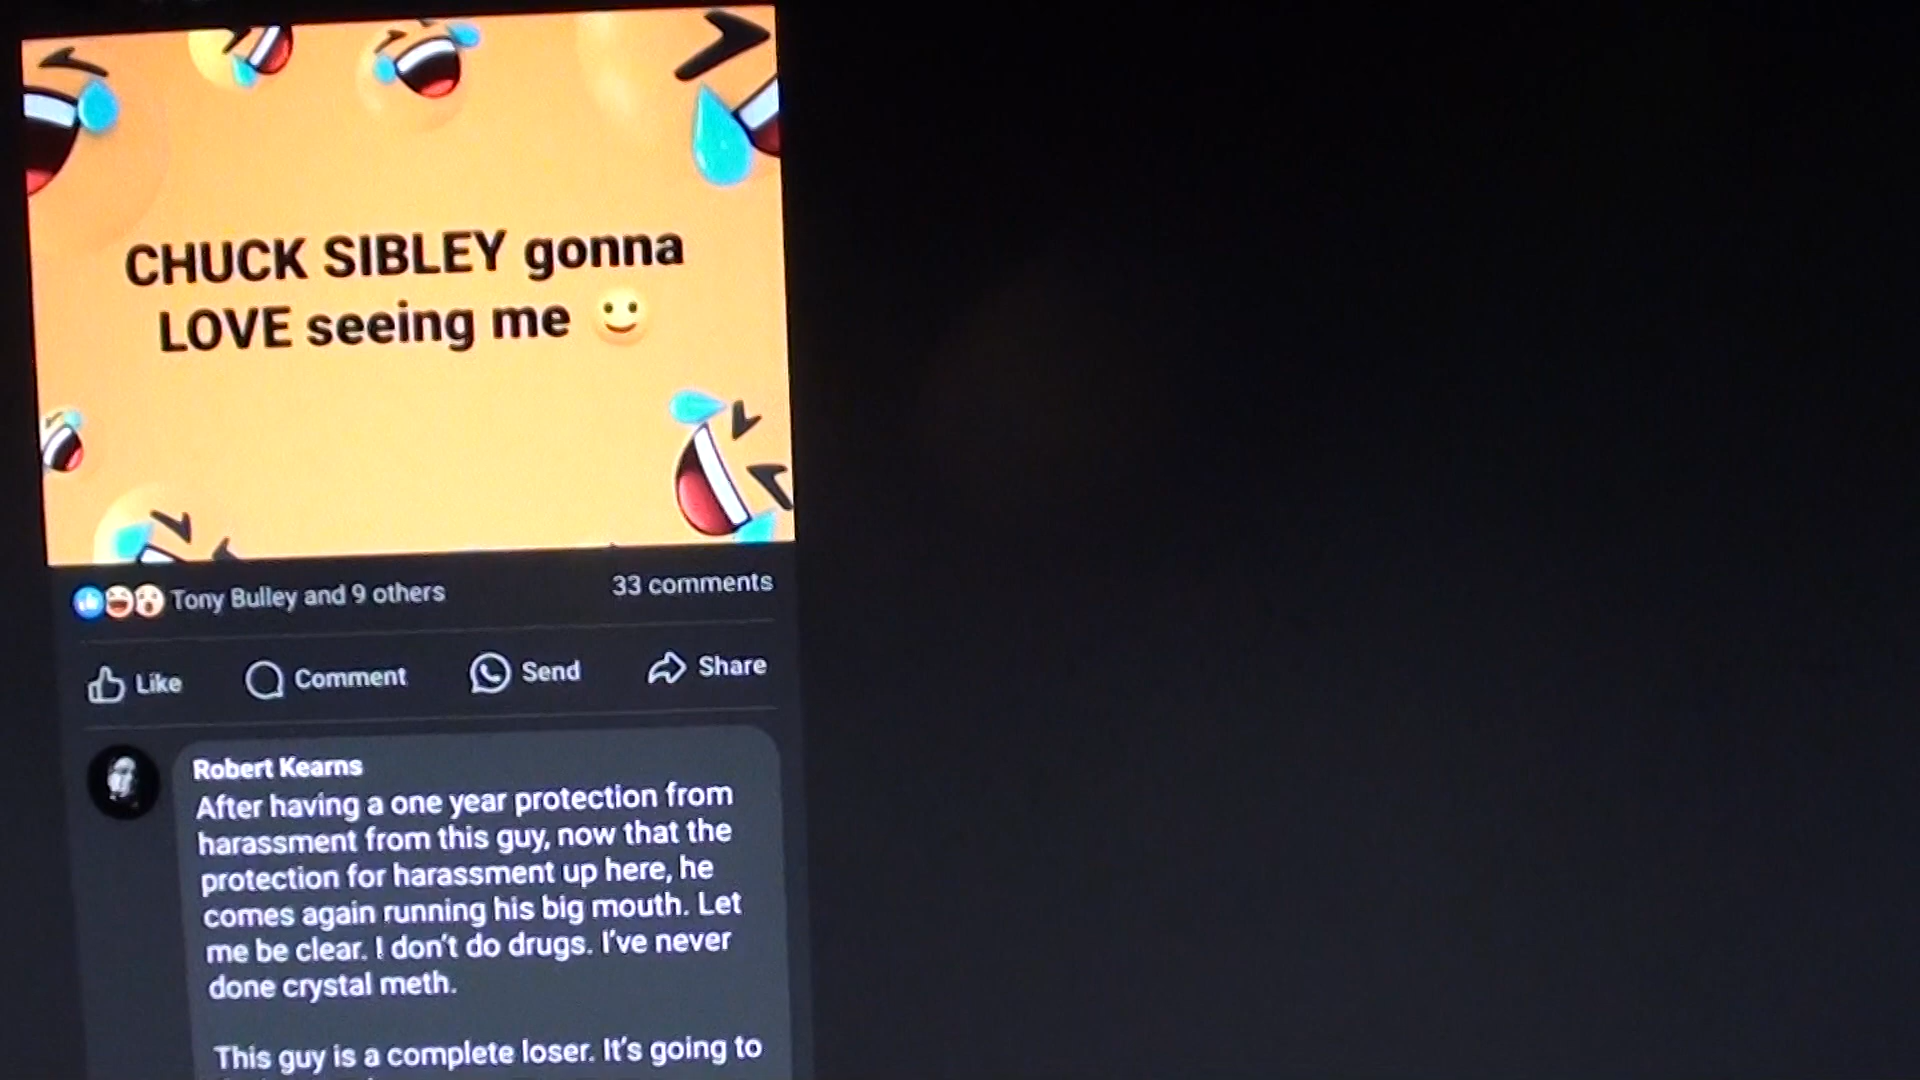 CHUCK SIBLEY gonna
LOVE seeing me
Tony Bulley and 9 others
33 comments
Like
Comment
Send
Share
Robert Kearns
After having a one year protection from
harassment from this guy, now that the
protection for harassment up here, he
comes again running his big mouth. Let
me be clear. I don't do drugs. I've never
done crystal meth.
This guy is a complete loser. It's going to